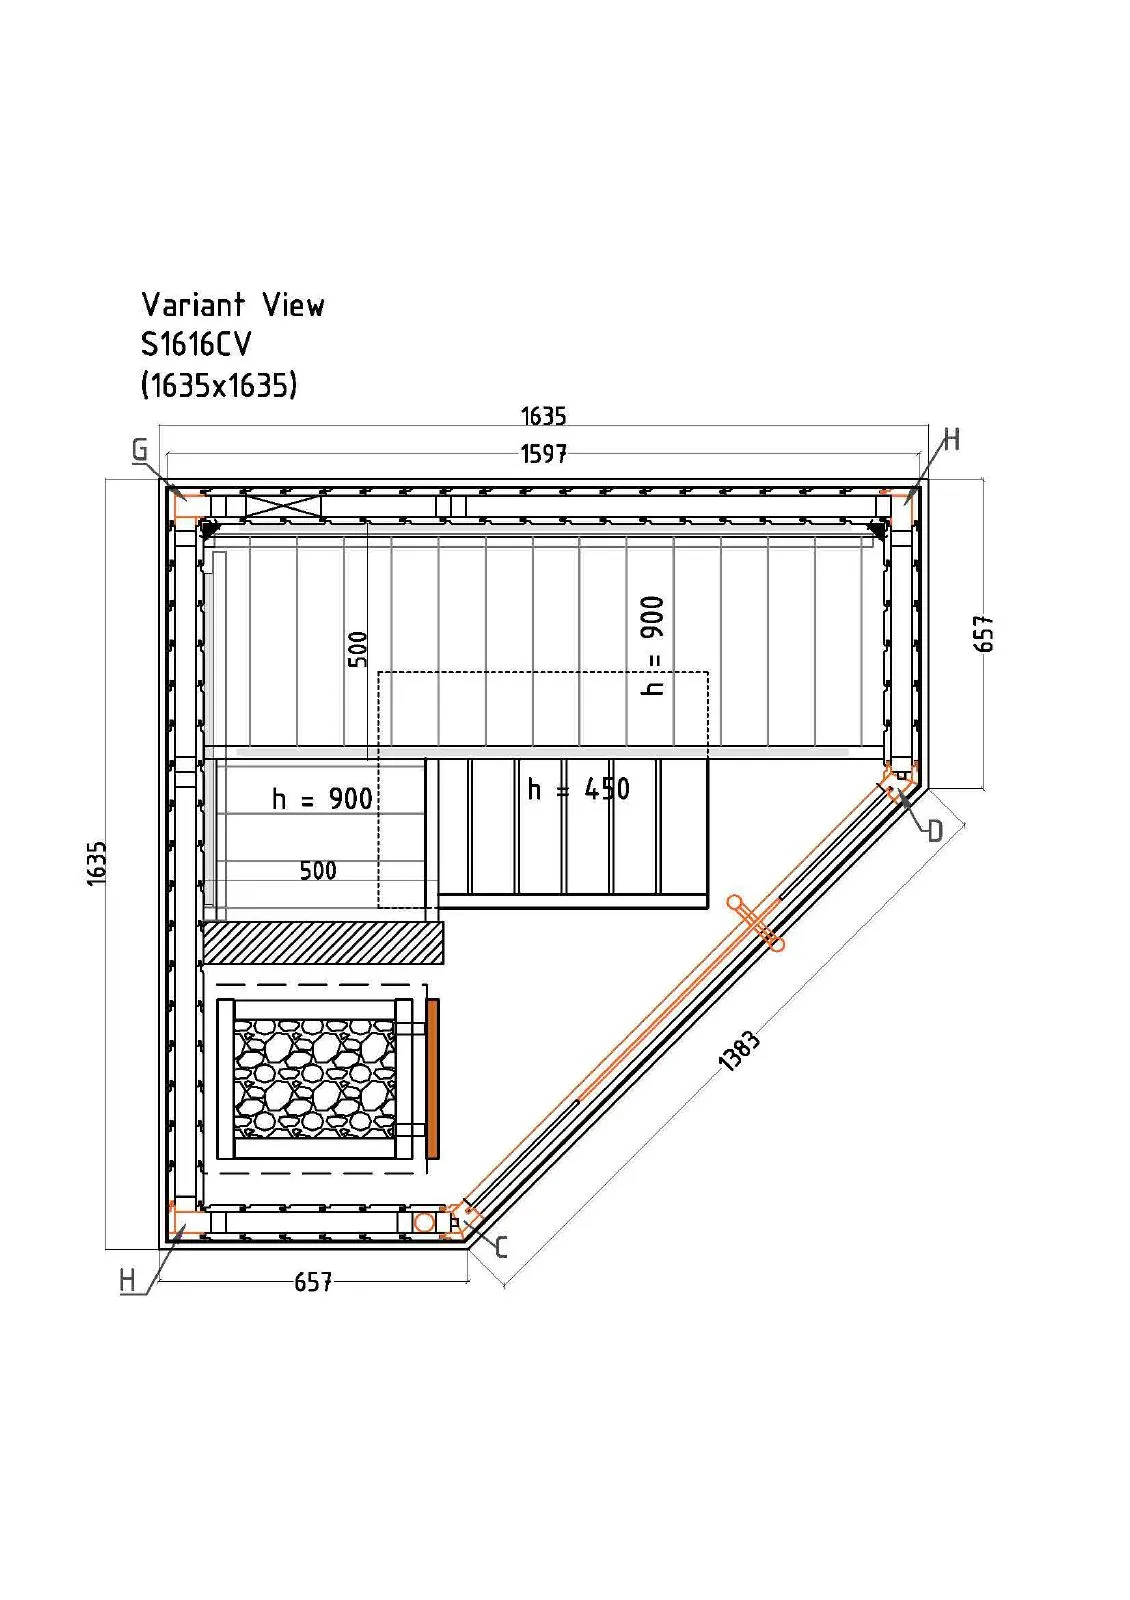 Variant View
S1616CV
(1635x1635)
1635
1597
G
H
657
500
h = 900
h = 900
h = 450
500
D
1635
1383
C
H
657